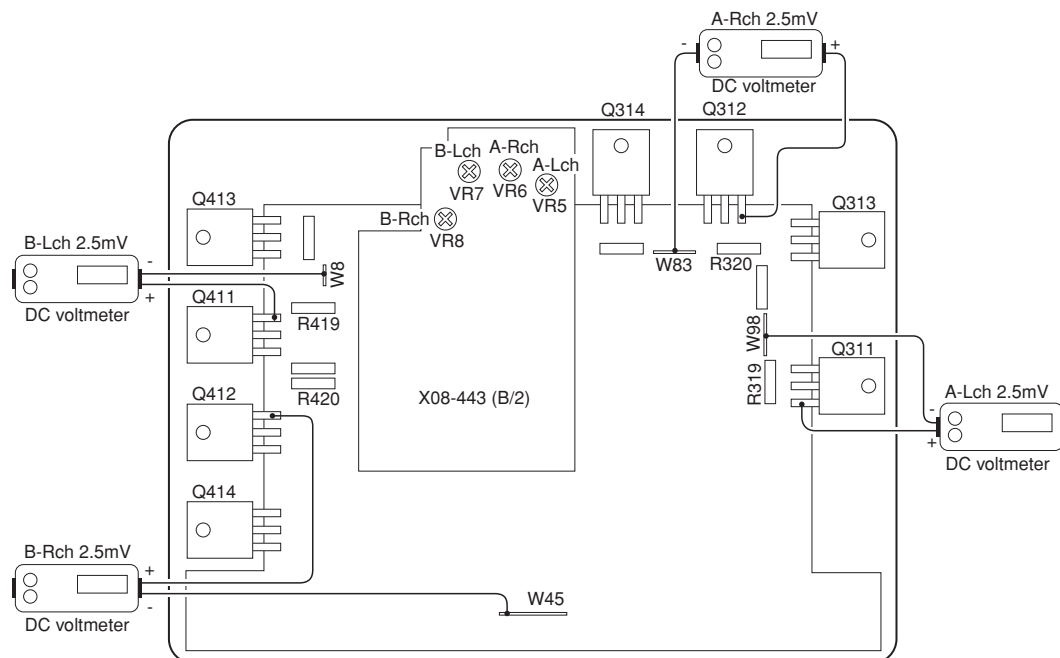 A-Rch 2.5mV
- +
DC voltmeter
Q314
Q312
B-Lch
A-Rch
A-Lch
VR7
VR6
VR5
B-Rch
VR8
Q413
Q313
B-Lch 2.5mV
-
+
DC voltmeter
W8
W83
R320
Q411
R419
W98
Q311
R319
Q412
R420
X08-443 (B/2)
A-Lch 2.5mV
-
+
DC voltmeter
Q414
B-Rch 2.5mV
+
-
DC voltmeter
W45